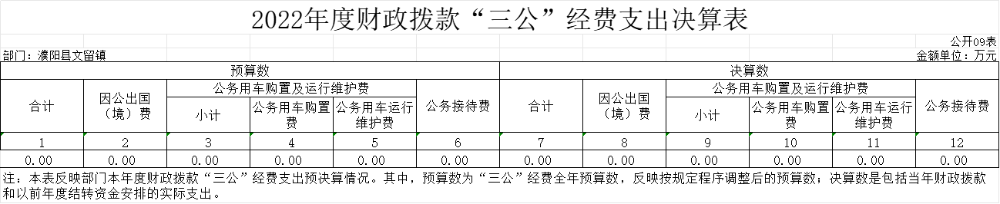 2022年度财政拨款“三公”经费支出决算表
公开09表
部门：濮阳县文留镇 金额单位：万元
预算数 决算数
合计 因公出国（境）费 公务用车购置及运行维护费 公务接待费 合计 因公出国（境）费 公务用车购置及运行维护费 公务接待费
小计 公务用车购置费 公务用车运行维护费 小计 公务用车购置费 公务用车运行维护费
1 2 3 4 5 6 7 8 9 10 11 12
0.00 0.00 0.00 0.00 0.00 0.00 0.00 0.00 0.00 0.00 0.00 0.00
注：本表反映部门本年度财政拨款“三公”经费支出预决算情况。其中，预算数为“三公”经费全年预算数，反映按规定程序调整后的预算数；决算数是包括当年财政拨款
和以前年度结转资金安排的实际支出。